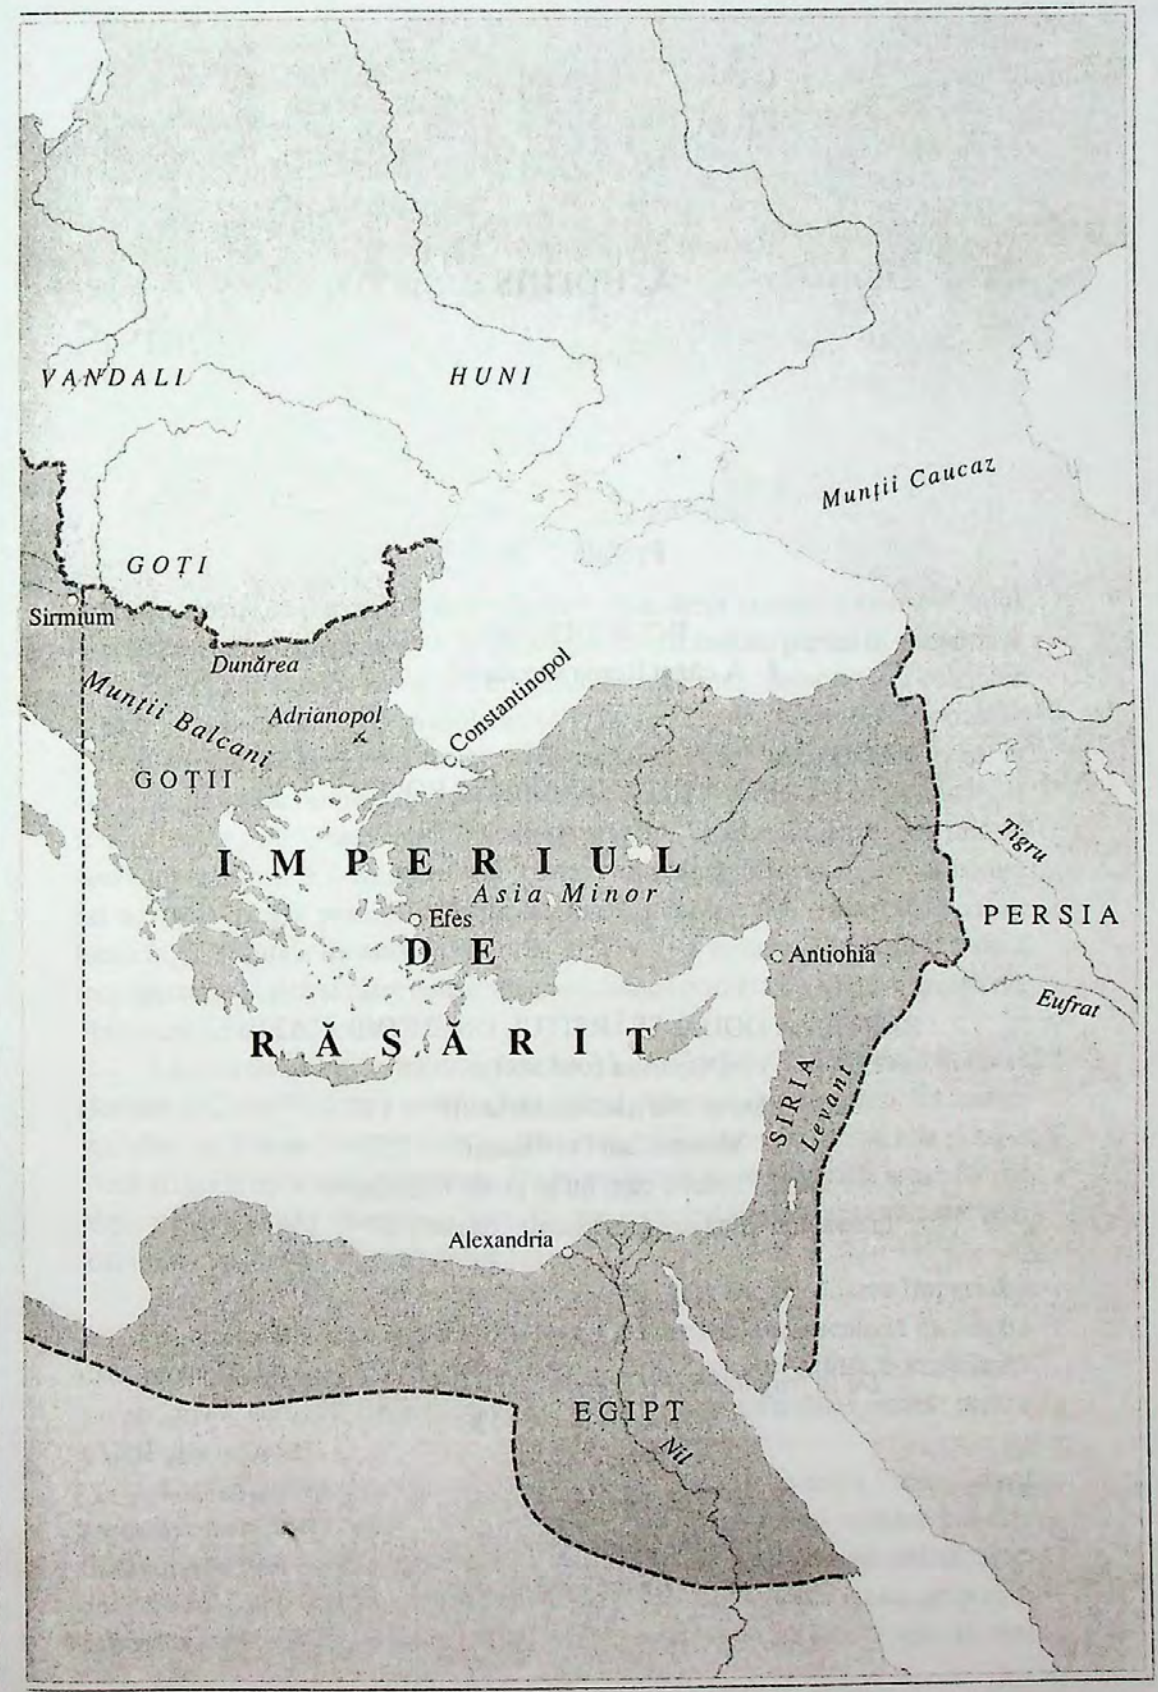 VANDALI
HUNI
Munții Caucaz
GOȚI
Sirmium
Dunărea
Constantinopol
Munții Balcani
Adrianopol
GOȚII
IMPERIUL
Asia Minor
Efes
DE
Antiohia
PERSIA
Tigru
Eufrat
RĂSĂRIT
SIRIA
Levant
Alexandria
EGIPT
Nil